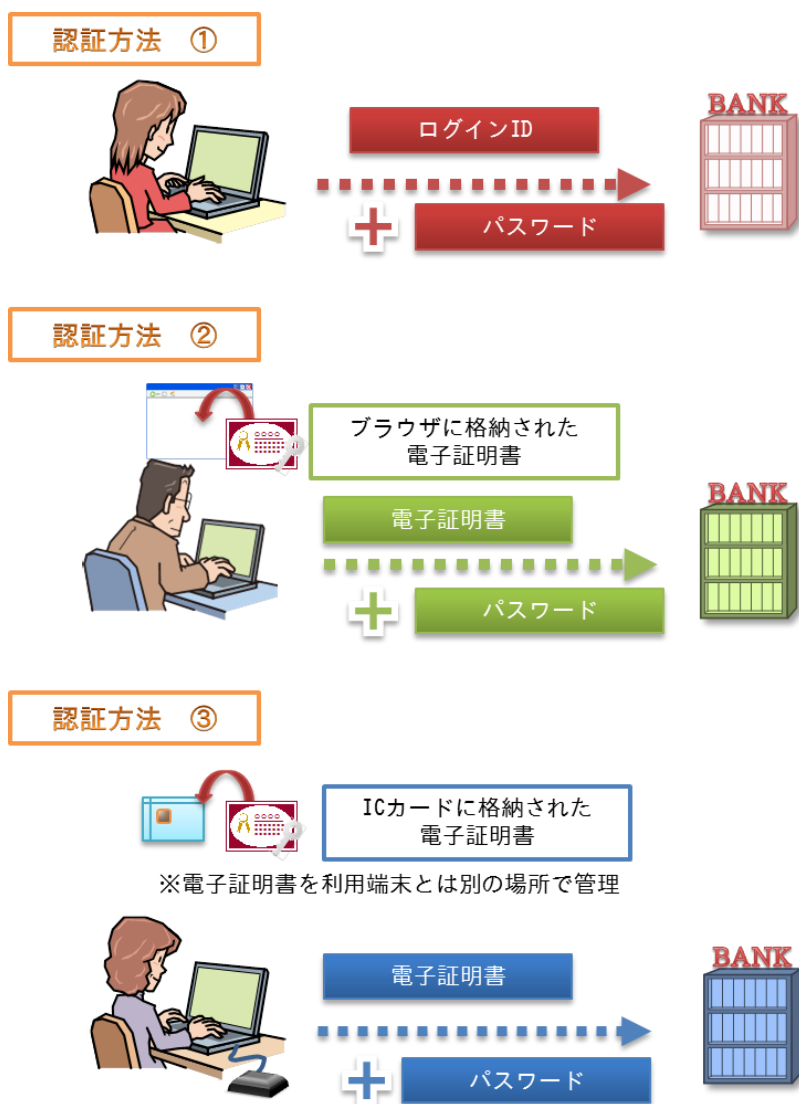 認証方法　①
BANK
ログインID
パスワード
認証方法　②
ブラウザに格納された
電子証明書
BANK
電子証明書
パスワード
認証方法　③
ICカードに格納された
電子証明書
※電子証明書を利用端末とは別の場所で管理
BANK
電子証明書
パスワード